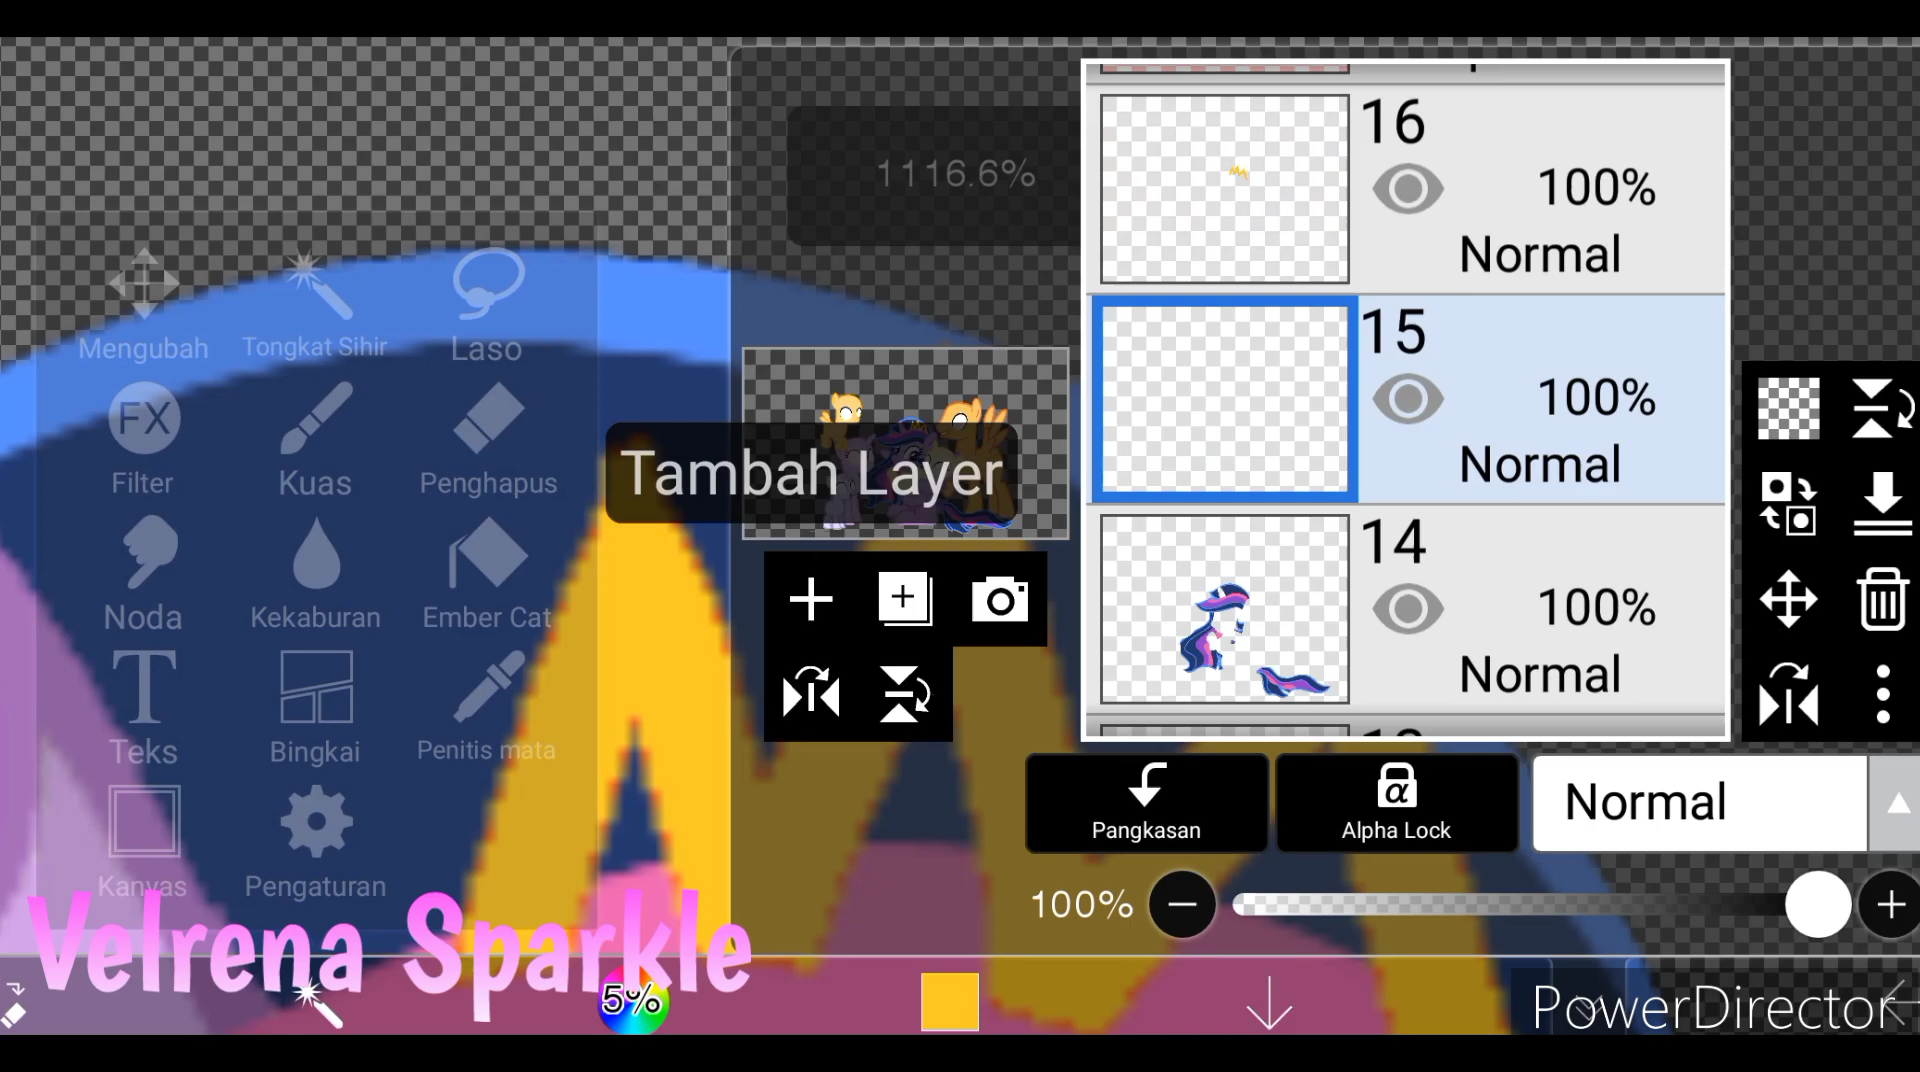 16
1116.6%
100%
Normal
15
Mengubah
Tongkat Sihir
Laso
100%
FX
Filter
Kuas
Penghapus
Tambah Layer
Normal
14
Noda
Kekaburan
Ember Cat
100%
Normal
T
Teks
Bingkai
Penitis mata
Pangkasan
α
Alpha Lock
Normal
Kanvas
Pengaturan
100%
Velrena Sparkle
5%
PowerDirector